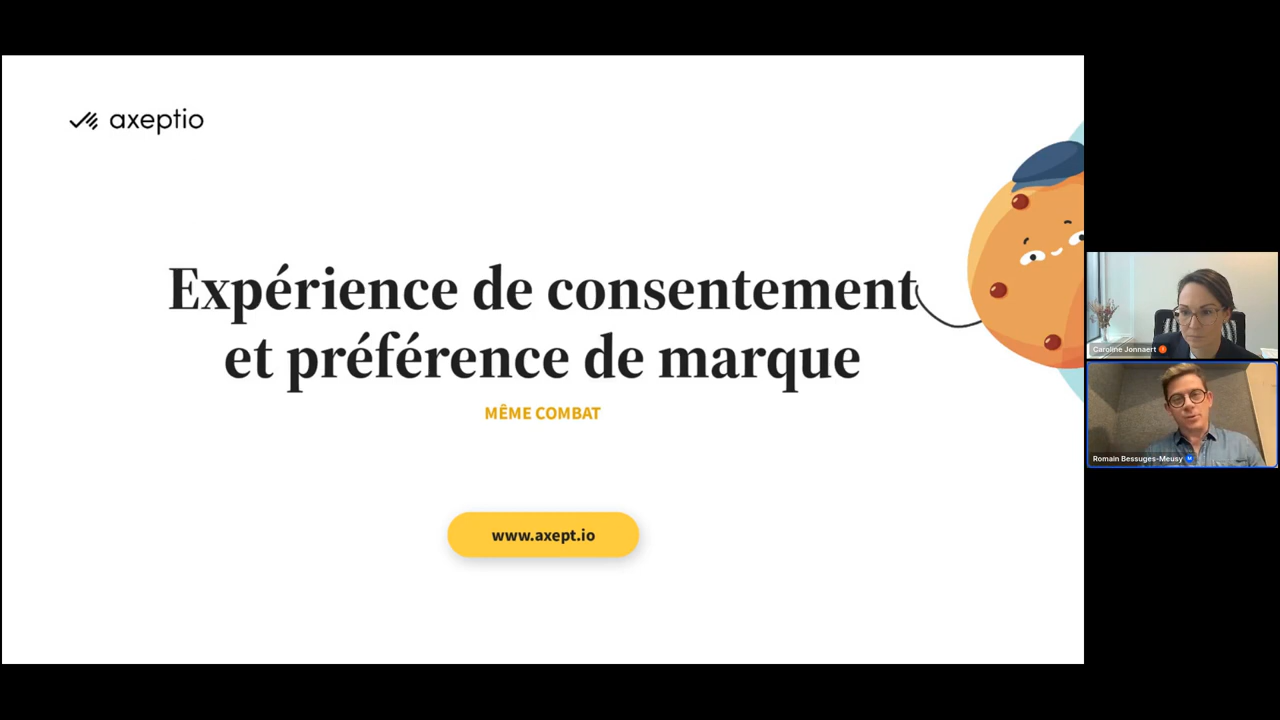 axeptio
Expérience de consentement
et préférence de marque
MÊME COMBAT
www.axept.io
Caroline Jonnaert
Romain Bessuges-Meusy